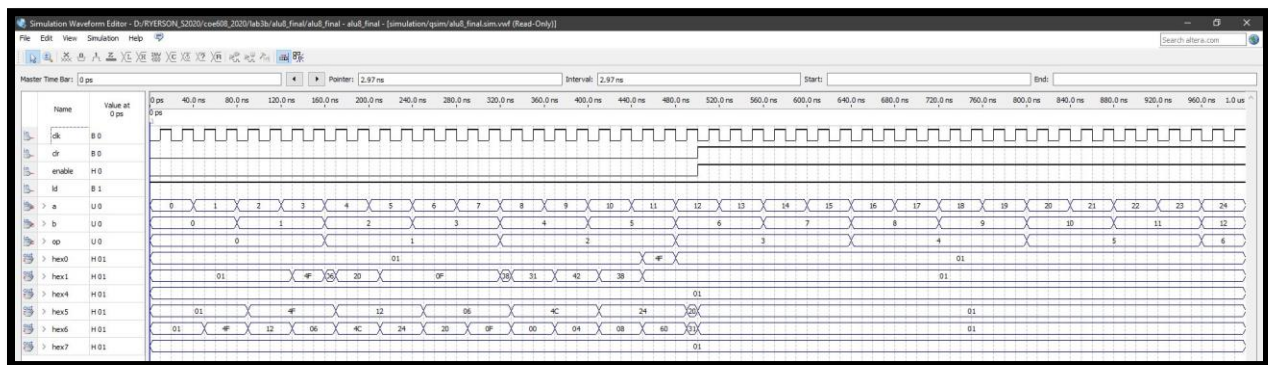 Simulation Waveform Editor - D:/RYERSON_S2020/coe608_2020/lab3b/alu8_final/alu8_final - alu8_final - [simulation/qsim/alu8_final.sim.vwf (Read-Only)]
File Edit View Simulation Help
Search altera.com
Master Time Bar: 0 ps Pointer: 2.97 ns Interval: 2.97 ns Start: End:
Name Value at 0 ps 0 ps 40.0 ns 80.0 ns 120.0 ns 160.0 ns 200.0 ns 240.0 ns 280.0 ns 320.0 ns 360.0 ns 400.0 ns 440.0 ns 480.0 ns 520.0 ns 560.0 ns 600.0 ns 640.0 ns 680.0 ns 720.0 ns 760.0 ns 800.0 ns 840.0 ns 880.0 ns 920.0 ns 960.0 ns 1.0 us
0 ps
clk B 0
clr B 0
enable H 0
ld B 1
> a U 0 0 1 2 3 4 5 6 7 8 9 10 11 12 13 14 15 16 17 18 19 20 21 22 23 24
> b U 0 0 1 2 3 4 5 6 7 8 9 10 11 12
> op U 0 0 1 2 3 4 5 6
> hex0 H 01 01 4F 01
> hex1 H 01 01 4F 06 20 0F 38 31 42 38 01
> hex4 H 01 01
> hex5 H 01 01 4F 12 06 4C 24 20 01
> hex6 H 01 01 4F 12 06 4C 24 20 0F 00 04 08 60 31 01
> hex7 H 01 01